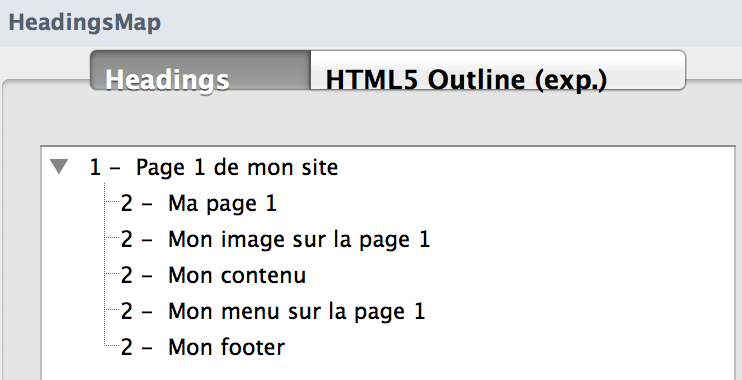 HeadingsMap
Headings
HTML5 Outline (exp.)
1 – Page 1 de mon site
2 – Ma page 1
2 – Mon image sur la page 1
2 – Mon contenu
2 – Mon menu sur la page 1
2 – Mon footer